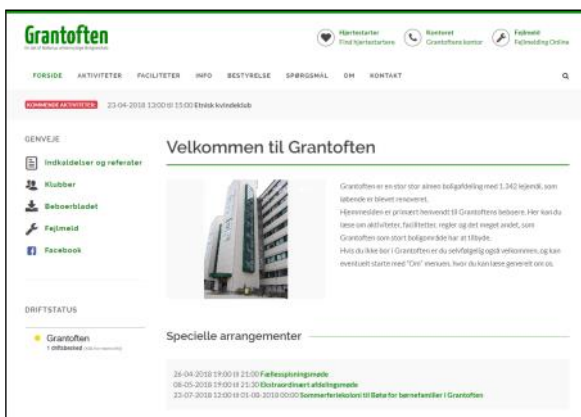 Grantoften
Hjertestarter
Find hjertestartere
Kontoret
Grantoftens kontor
Fejlmeld
Fejlmelding Online
FORSIDE AKTIVITETER FACILITETER INFO BESTYRELSE SPØRGSMÅL OM KONTAKT
KOMMENDE AKTIVITETER: 23-04-2018 13:00 til 15:00 Etnisk kvindeklub
GENVEJE
Indkaldelser og referater
Klubber
Beboerbladet
Fejlmeld
Facebook
DRIFTSTATUS
Grantoften
1 driftsbesked
Velkommen til Grantoften
Grantoften er en stor stor almen boligafdeling med 1.342 lejemål, som
løbende er blevet renoveret.
Hjemmesiden er primært henvendt til Grantoftens beboere. Her kan du
læse om aktiviteter, faciliteter, regler og det meget andet, som
Grantoften som stort boligområde har at tilbyde.
Hvis du ikke bor i Grantoften er du selvfølgelig også velkommen, og kan
eventuelt starte med "Om" menuen, hvor du kan læse generelt om os.
Specielle arrangementer
26-04-2018 19:00 til 21:00 Fællesspisningsmøde
08-05-2018 19:00 til 21:30 Ekstraordinært afdelingsmøde
23-07-2018 12:00 til 01-08-2018 00:00 Sommerferiekoloni til Bøtø for børnefamilier i Grantoften